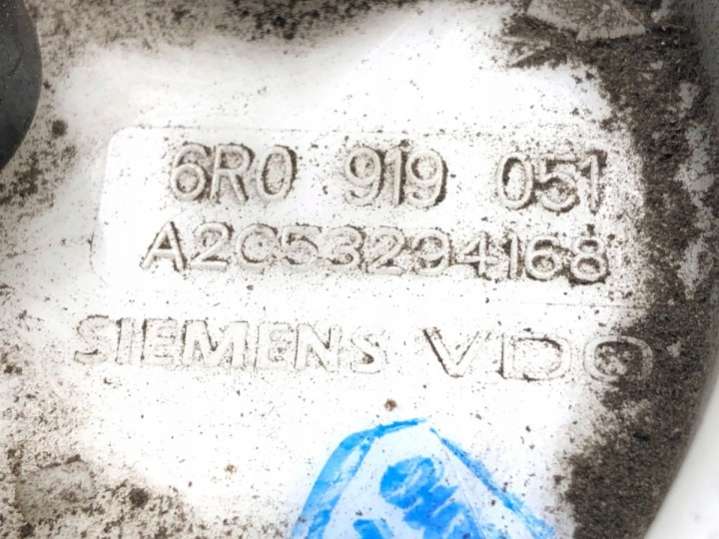 6R0 919 051
A2C53294168
SIEMENS VDO